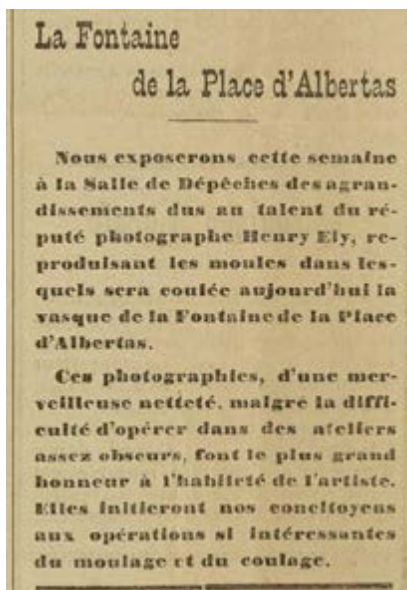 La Fontaine
de la Place d'Albertas
Nous exposerons cette semaine
à la Salle de Dépêches des agran-
dissements dus au talent du ré-
puté photographe Henry Ely, re-
produisant les moules dans les-
quels sera coulée aujourd'hui la
vasque de la Fontaine de la Place
d'Albertas.
Ces photographies, d'une mer-
veilleuse netteté, malgré la diffi-
culté d'opérer dans des ateliers
assez obscurs, font le plus grand
honneur à l'habileté de l'artiste.
Elles initieront nos concitoyens
aux opérations si intéressantes
du moulage et du coulage.